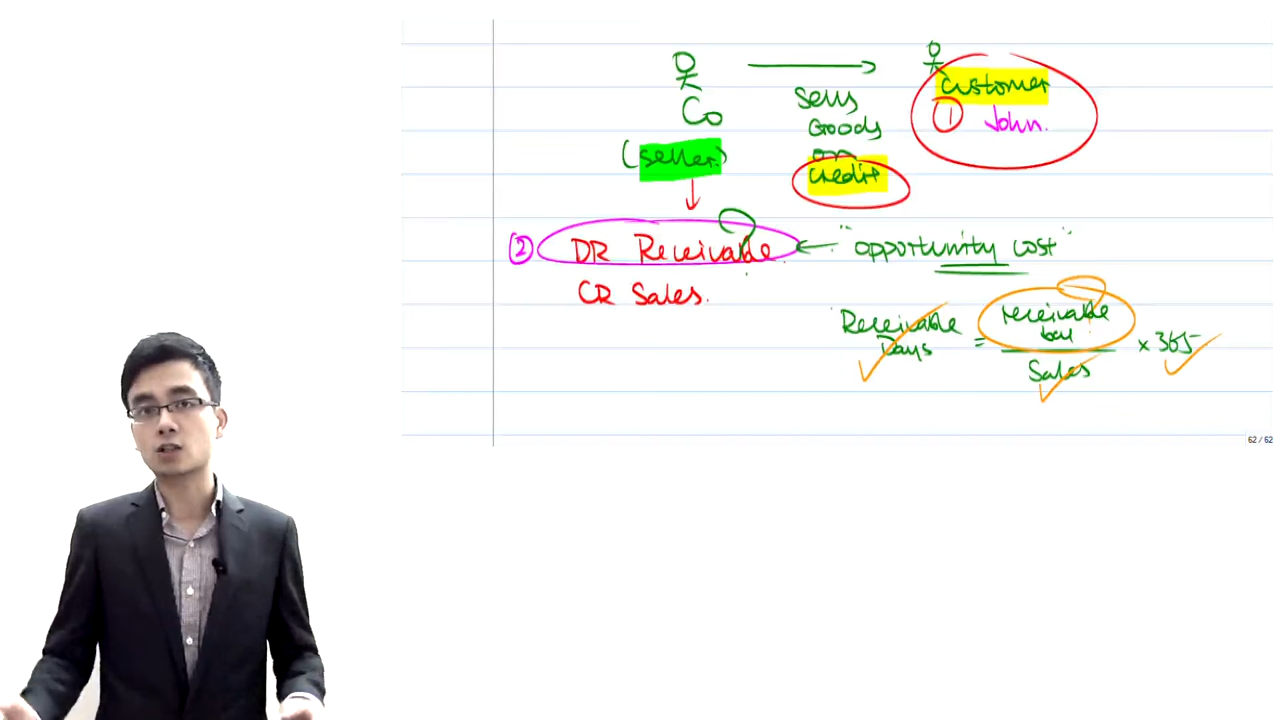 Co
(seller)
sells
Goods
on
credit
customer
① John.
② DR Receivable
CR Sales.
"opportunity cost"
Receivable
Days
=
receivable
bal
Sales
× 365
62 / 62